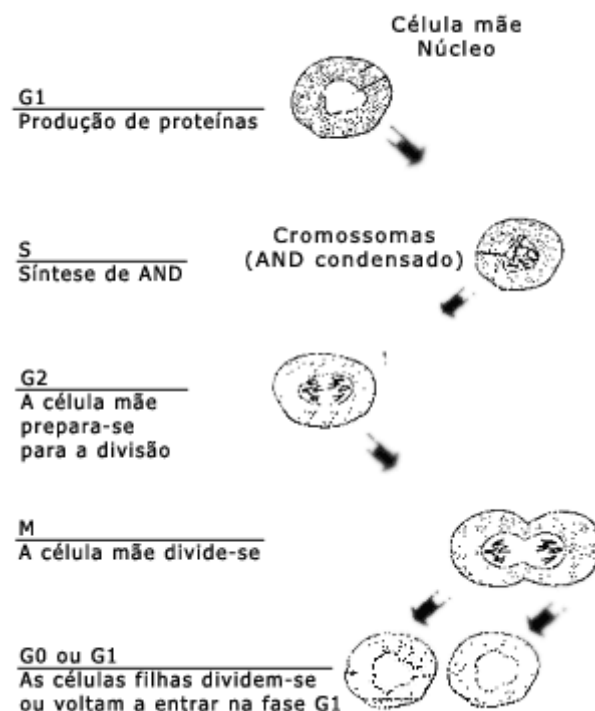 Célula mãe
Núcleo
G1
Produção de proteínas
S
Síntese de AND
Cromossomas
(AND condensado)
G2
A célula mãe
prepara-se
para a divisão
M
A célula mãe divide-se
G0 ou G1
As células filhas dividem-se
ou voltam a entrar na fase G1